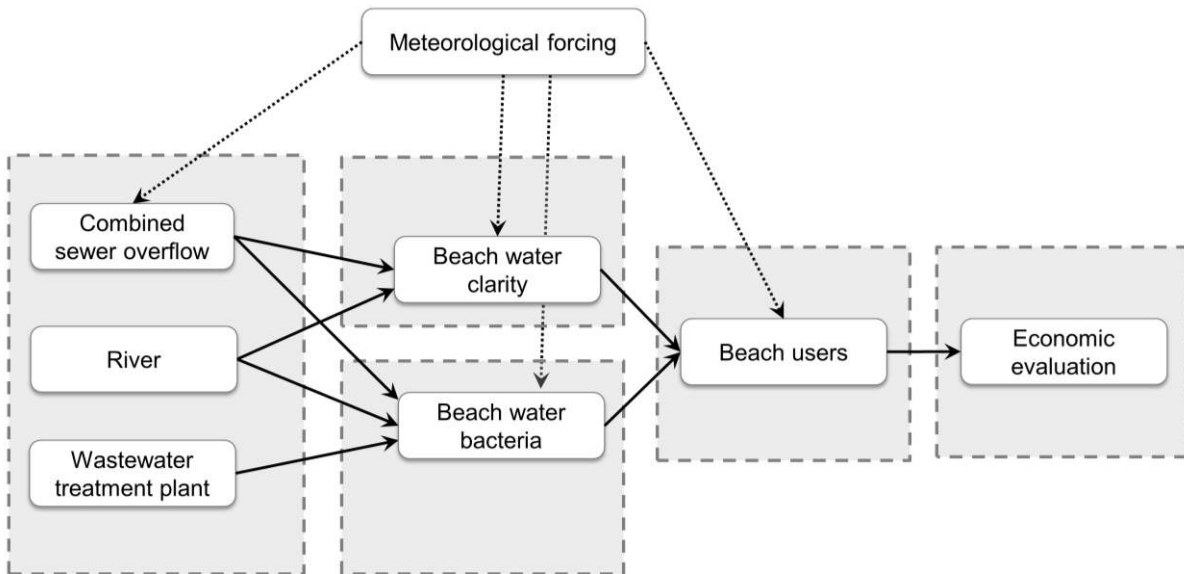 Meteorological forcing
Combined
sewer overflow
River
Wastewater
treatment plant
Beach water
clarity
Beach water
bacteria
Beach users
Economic
evaluation